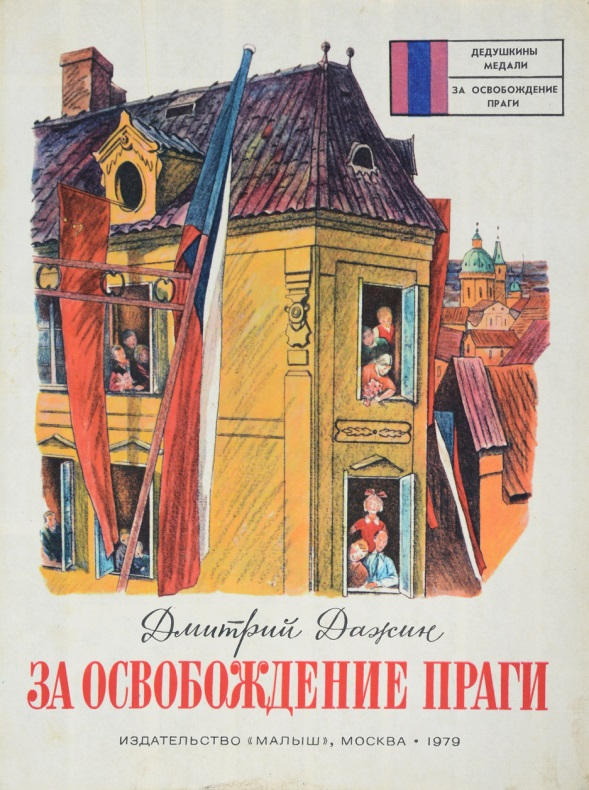 ДЕДУШКИНЫ
МЕДАЛИ
ЗА ОСВОБОЖДЕНИЕ
ПРАГИ
Дмитрий Дажин
ЗА ОСВОБОЖДЕНИЕ ПРАГИ
ИЗДАТЕЛЬСТВО «МАЛЫШ», МОСКВА • 1979